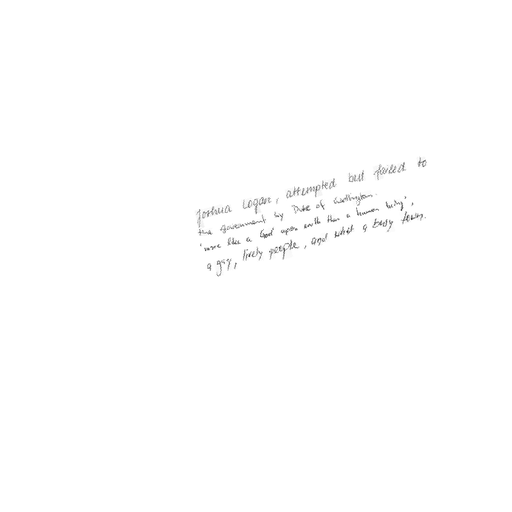 Joshua Logan, attempted but failed to
the Government by Duke of Wellington.
'more like a God upon earth than a human being',
a gay, lively people, and what a busy town.